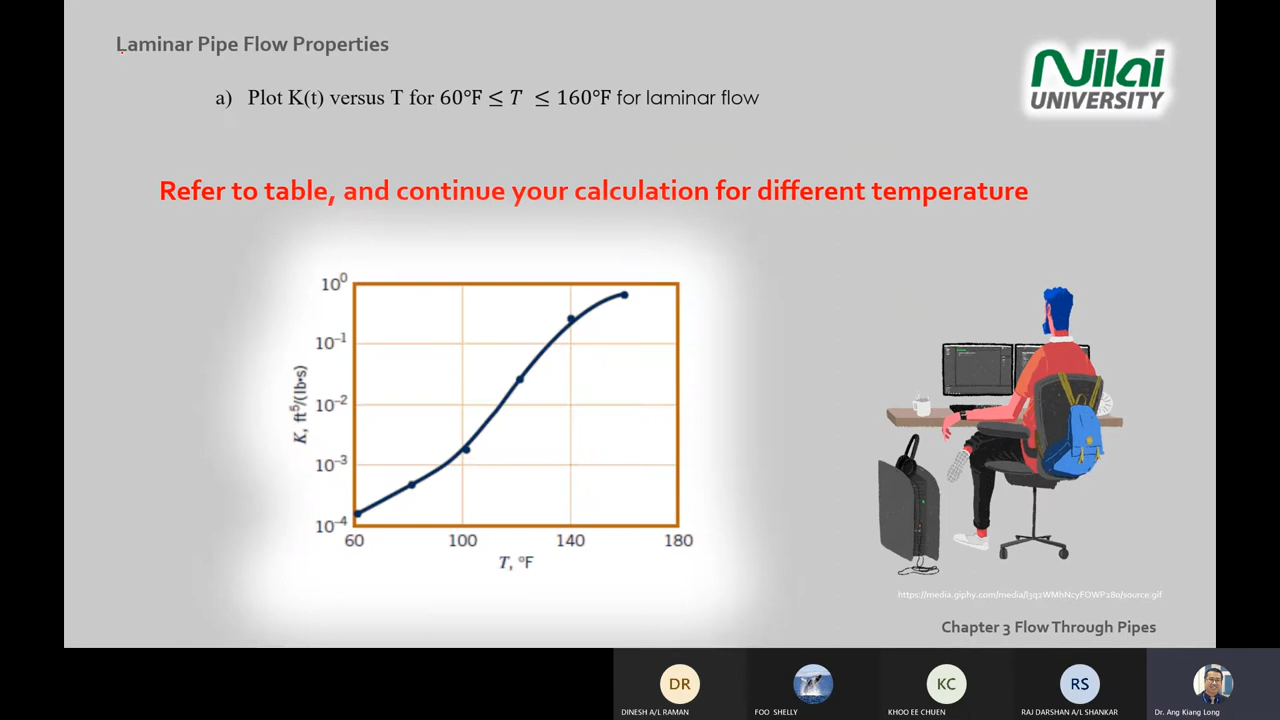 Laminar Pipe Flow Properties
Nilai
UNIVERSITY
a) Plot K(t) versus T for 60°F ≤ T ≤ 160°F for laminar flow
Refer to table, and continue your calculation for different temperature
10⁰
10⁻¹
10⁻²
10⁻³
10⁻⁴
K, ft⁵/(lb•s)
60 100 140 180
T, °F
https://media.giphy.com/media/l3q2WMhNcyFOWP280/source.gif
Chapter 3 Flow Through Pipes
DR
KC
RS
DINESH A/L RAMAN
FOO SHELLY
KHOO EE CHUEN
RAJ DARSHAN A/L SHANKAR
Dr. Ang Kiang Long